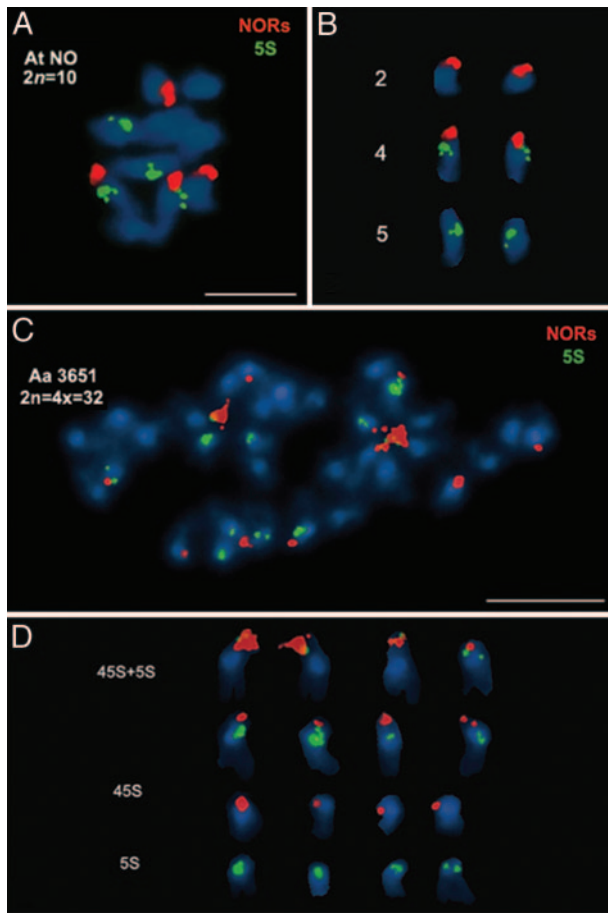 A
At NO
2n=10
NORs
5S
B
2
4
5
C
Aa 3651
2n=4x=32
NORs
5S
D
45S+5S
45S
5S